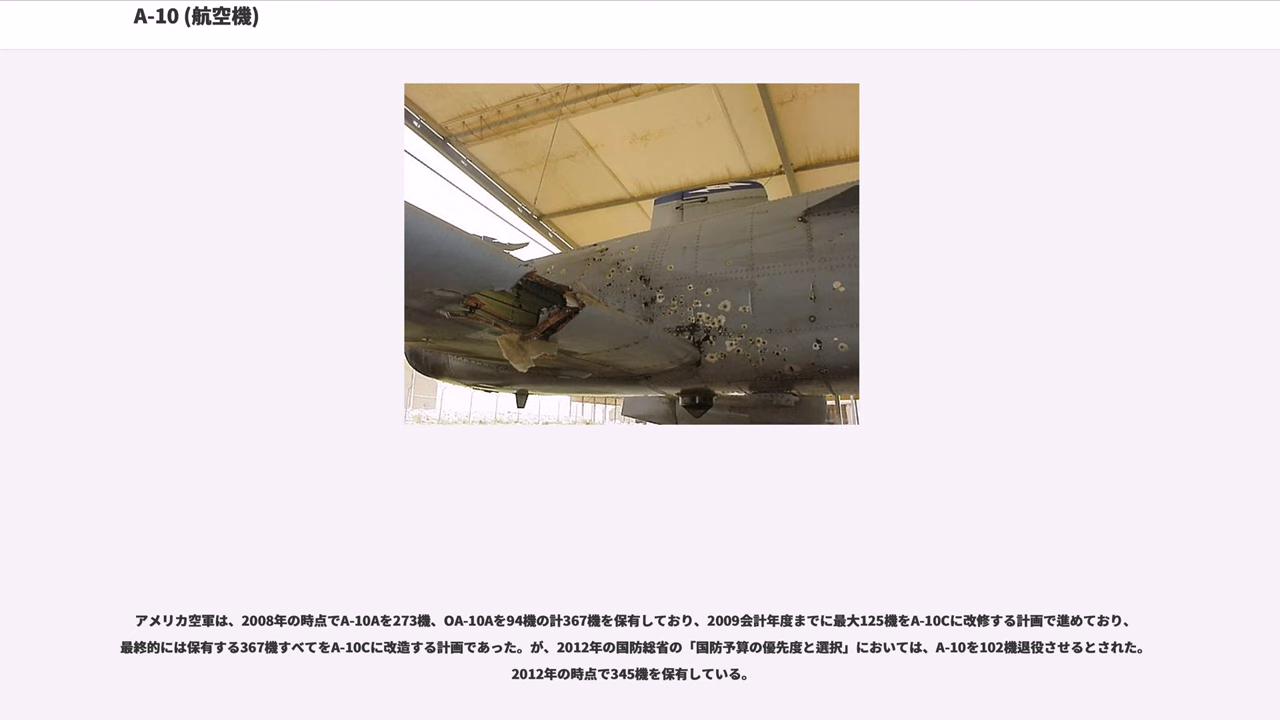 A-10 (航空機)
アメリカ空軍は、2008年の時点でA-10Aを273機、OA-10Aを94機の計367機を保有しており、2009会計年度までに最大125機をA-10Cに改修する計画で進めており、
最終的には保有する367機すべてをA-10Cに改造する計画であった。が、2012年の国防総省の「国防予算の優先度と選択」においては、A-10を102機退役させるとされた。
2012年の時点で345機を保有している。